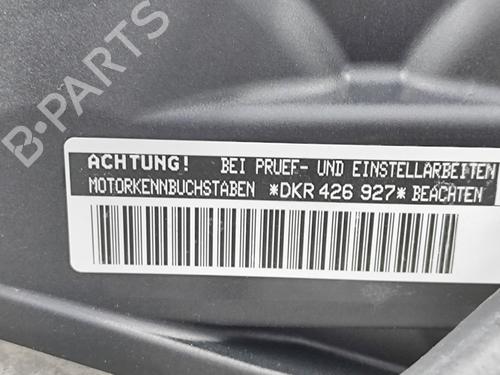 B-PARTS
ACHTUNG! BEI PRUEF- UND EINSTELLARBEITEN
MOTORKENNBUCHSTABEN *DKR 426 927* BEACHTEN